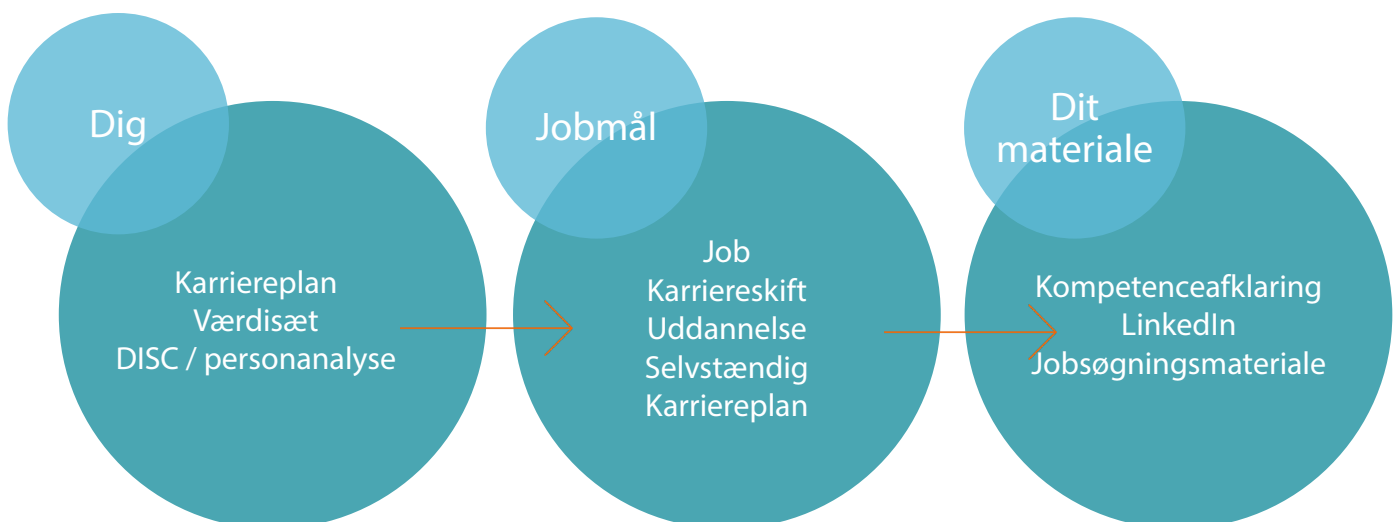 Dig
Karriereplan
Værdisæt
DISC / personanalyse
Jobmål
Job
Karriereskift
Uddannelse
Selvstændig
Karriereplan
Dit
materiale
Kompetenceafklaring
LinkedIn
Jobsøgningsmateriale